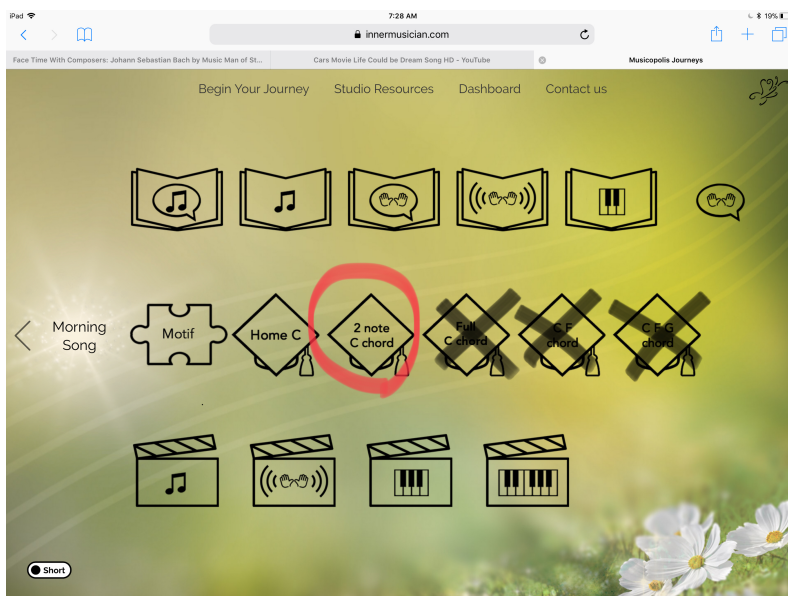 iPad 7:28 AM 19%
innermusician.com
Face Time With Composers: Johann Sebastian Bach by Music Man of St... Cars Movie Life Could be Dream Song HD - YouTube Musicopolis Journeys
Begin Your Journey Studio Resources Dashboard Contact us
Morning
Song
Motif
Home C
2 note
C chord
Full
C chord
C F
chord
C F G
chord
Short